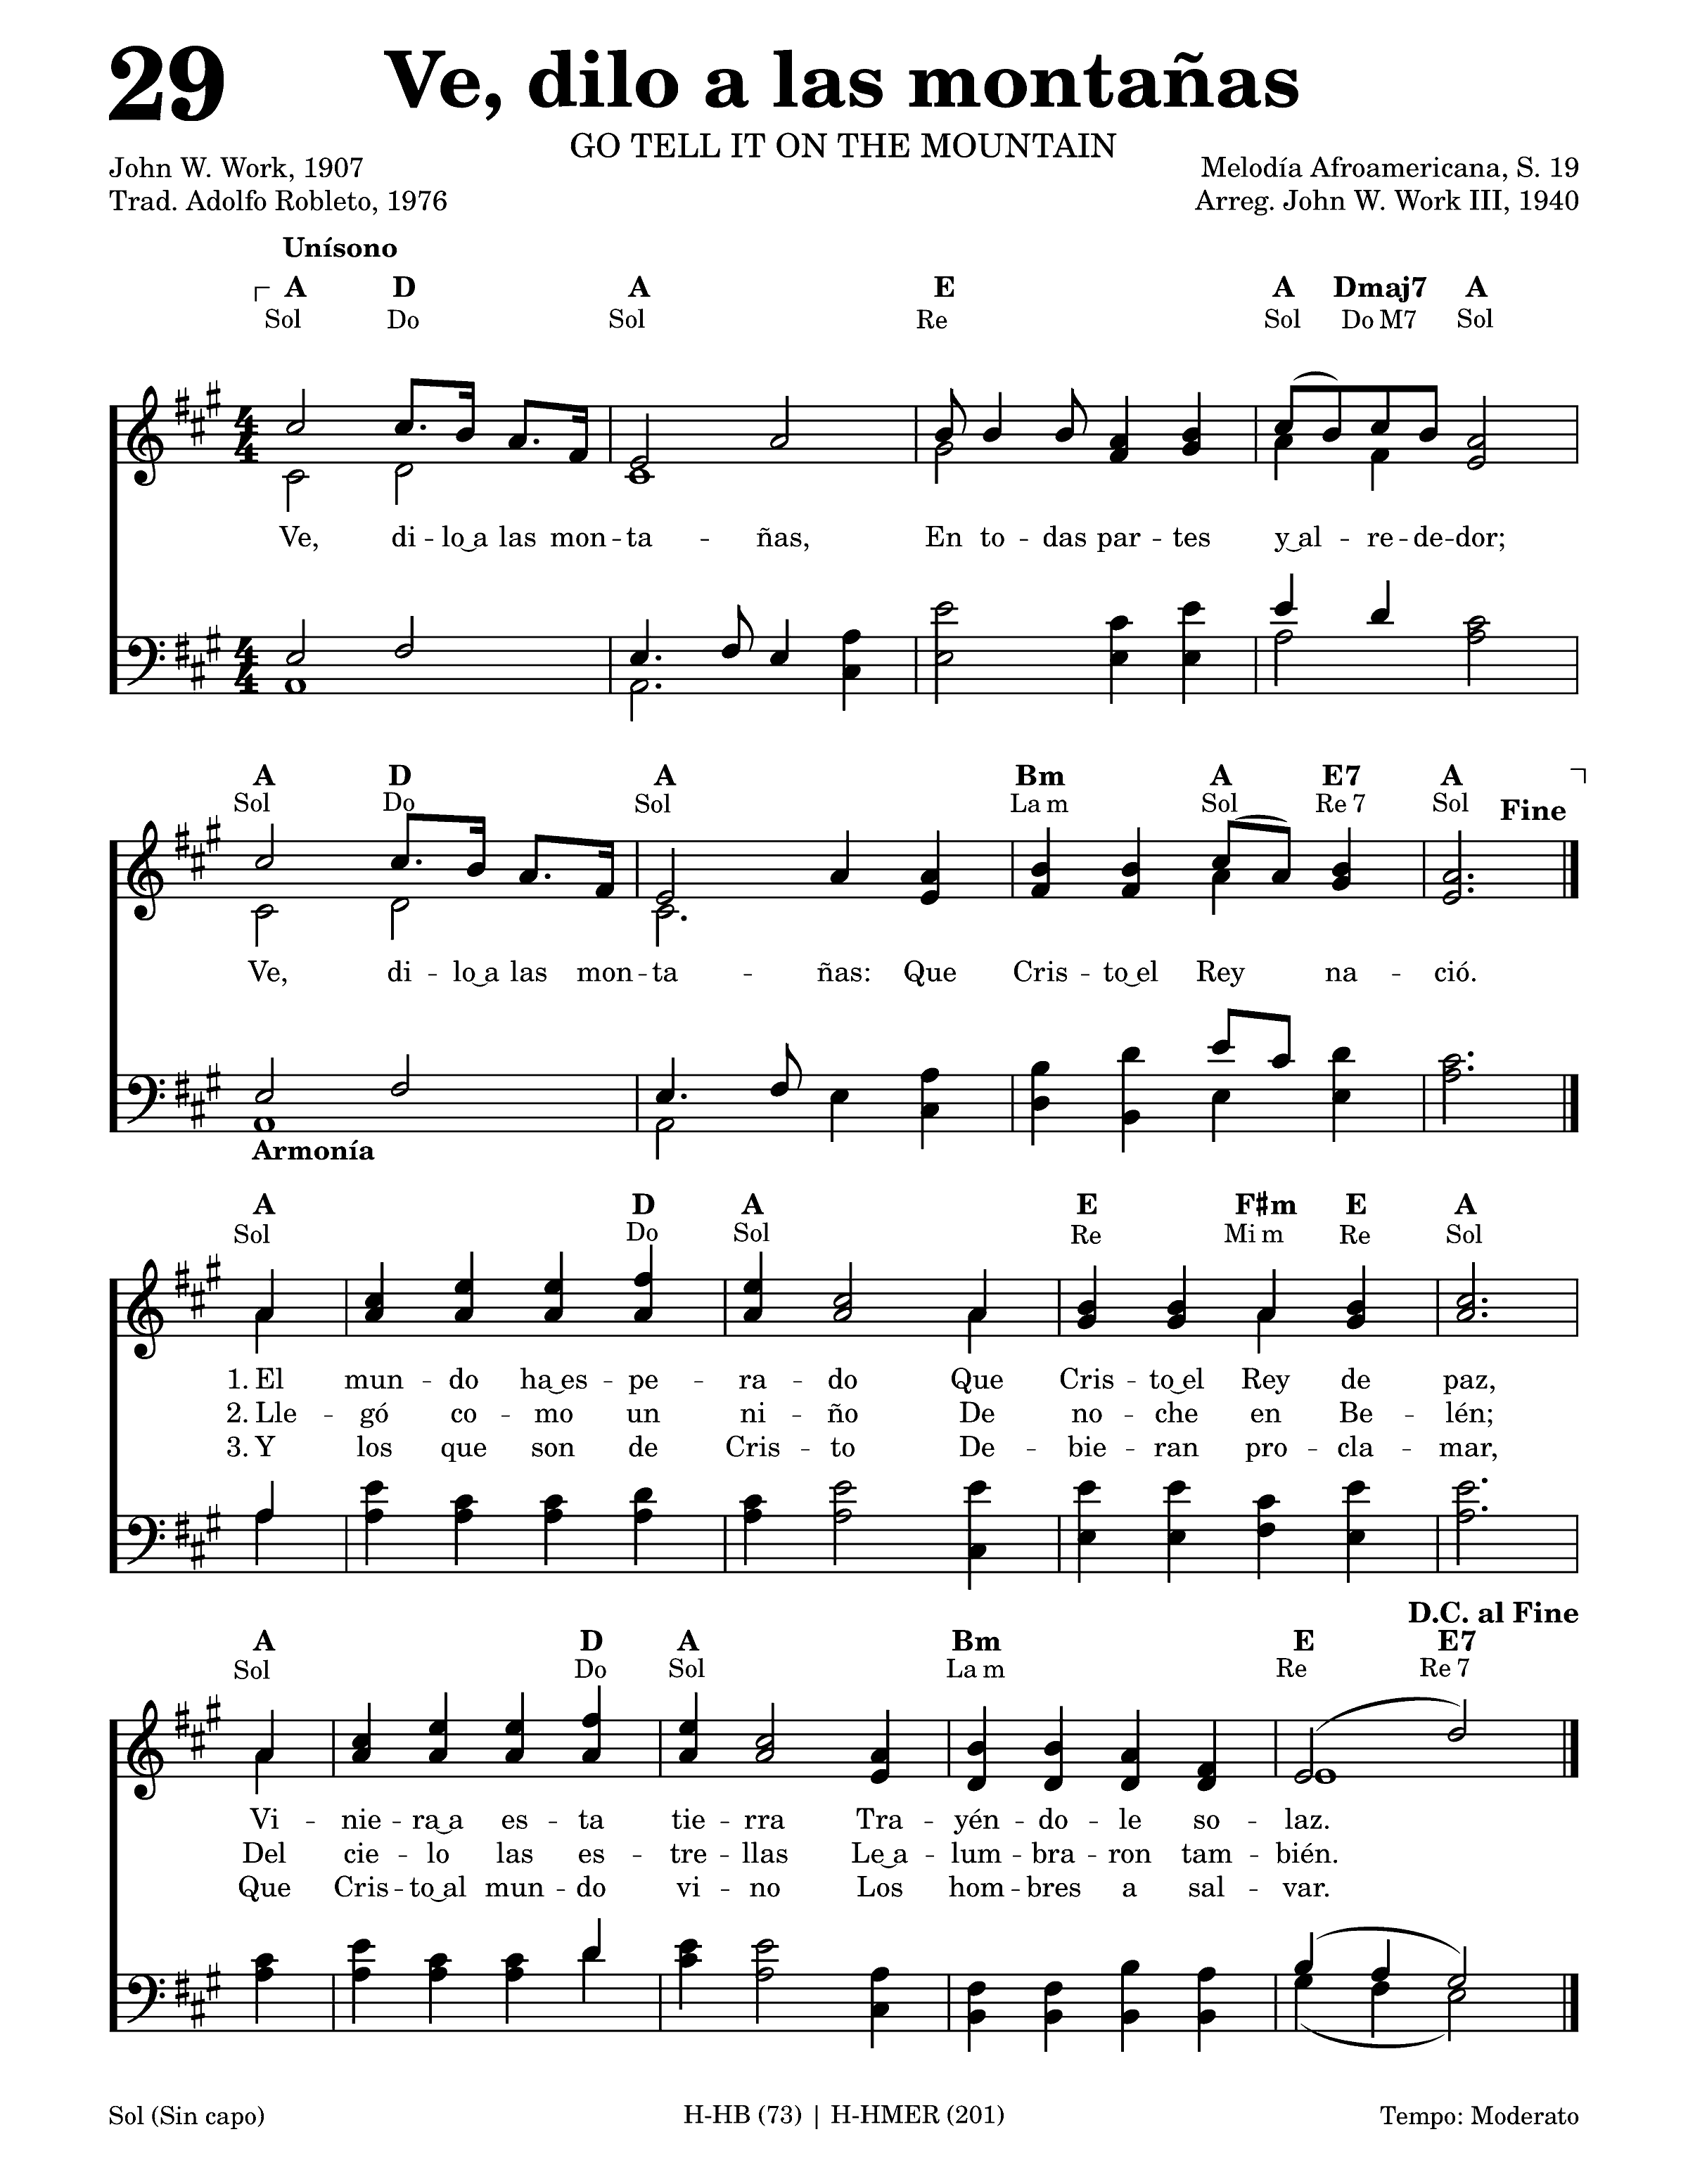 29
Ve, dilo a las montañas
GO TELL IT ON THE MOUNTAIN
John W. Work, 1907
Melodía Afroamericana, S. 19
Trad. Adolfo Robleto, 1976
Arreg. John W. Work III, 1940
Unísono
A D A E A Dmaj7 A
Sol Do Sol Re Sol Do M7 Sol
4 4
Ve, di - lo‿a las mon - ta - ñas, En to - das par - tes y‿al - re - de - dor;
4 4
A D A Bm A E7 A
Sol Do Sol La m Sol Re 7 Sol Fine
Ve, di - lo‿a las mon - ta - ñas: Que Cris - to‿el Rey na - ció.
Armonía
A D A E F♯m E A
Sol Do Sol Re Mi m Re Sol
1. El mun - do ha‿es - pe - ra - do Que Cris - to‿el Rey de paz,
2. Lle - gó co - mo un ni - ño De no - che en Be - lén;
3. Y los que son de Cris - to De - bie - ran pro - cla - mar,
D.C. al Fine
A D A Bm E E7
Sol Do Sol La m Re Re 7
Vi - nie - ra‿a es - ta tie - rra Tra - yén - do - le so - laz.
Del cie - lo las es - tre - llas Le‿a - lum - bra - ron tam - bién.
Que Cris - to‿al mun - do vi - no Los hom - bres a sal - var.
Sol (Sin capo)
H-HB (73) | H-HMER (201)
Tempo: Moderato